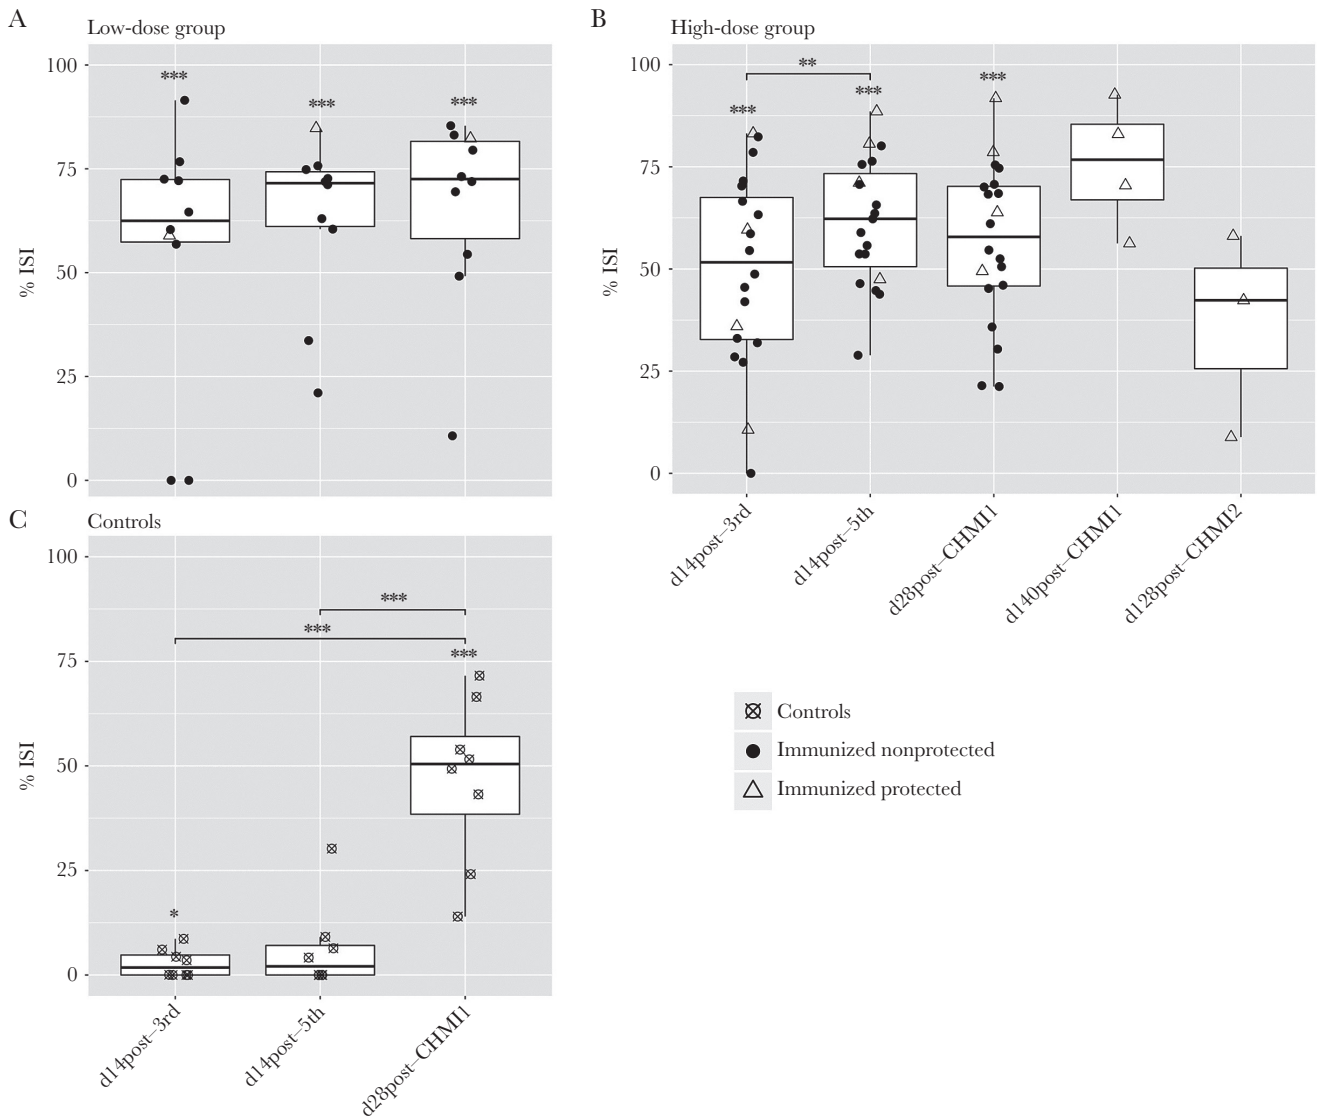 A
Low-dose group
% ISI
100
75
50
25
0
***
***
***
B
High-dose group
% ISI
100
75
50
25
0
***
**
***
***
d14post–3rd
d14post–5th
d28post–CHMI1
d140post–CHMI1
d128post–CHMI2
C
Controls
% ISI
100
75
50
25
0
***
***
***
*
d14post–3rd
d14post–5th
d28post–CHMI1
Controls
Immunized nonprotected
Immunized protected